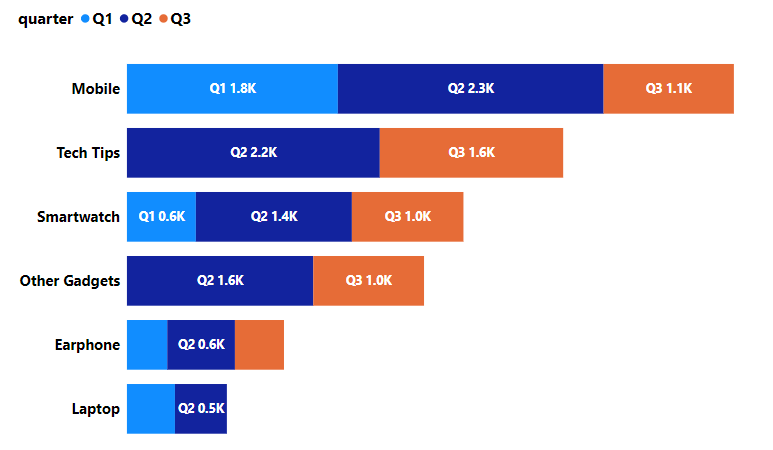 quarter Q1 Q2 Q3
Mobile Q1 1.8K Q2 2.3K Q3 1.1K
Tech Tips Q2 2.2K Q3 1.6K
Smartwatch Q1 0.6K Q2 1.4K Q3 1.0K
Other Gadgets Q2 1.6K Q3 1.0K
Earphone Q2 0.6K
Laptop Q2 0.5K